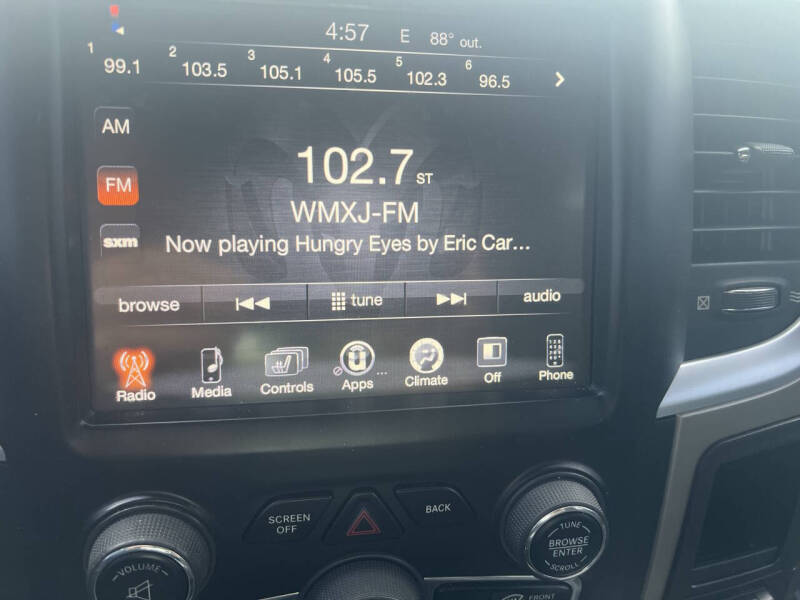 4:57 E 88° out.
1 99.1 2 103.5 3 105.1 4 105.5 5 102.3 6 96.5 >
AM
102.7 ST
FM
WMXJ-FM
sxm
Now playing Hungry Eyes by Eric Car...
browse tune audio
Radio Media Controls Apps ... Climate Off Phone
SCREEN OFF
BACK
TUNE
BROWSE
ENTER
SCROLL
VOLUME
FRONT